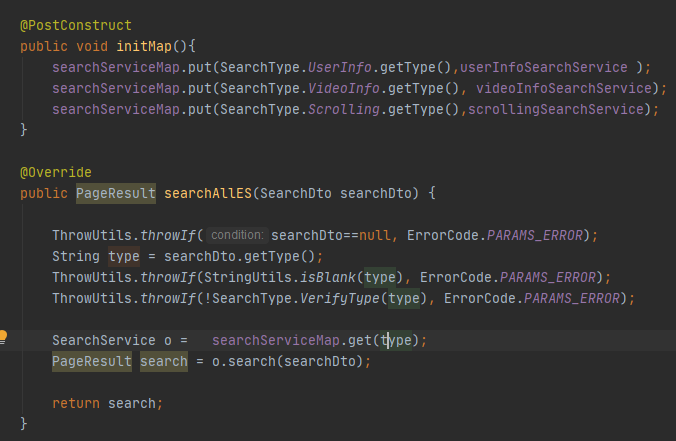 @PostConstruct
public void initMap(){
    searchServiceMap.put(SearchType.UserInfo.getType(),userInfoSearchService );
    searchServiceMap.put(SearchType.VideoInfo.getType(), videoInfoSearchService);
    searchServiceMap.put(SearchType.Scrolling.getType(),scrollingSearchService);
}
@Override
public PageResult searchAllES(SearchDto searchDto) {
    ThrowUtils.throwIf( condition: searchDto==null, ErrorCode.PARAMS_ERROR);
    String type = searchDto.getType();
    ThrowUtils.throwIf(StringUtils.isBlank(type), ErrorCode.PARAMS_ERROR);
    ThrowUtils.throwIf(!SearchType.VerifyType(type), ErrorCode.PARAMS_ERROR);
    SearchService o =   searchServiceMap.get(type);
    PageResult search = o.search(searchDto);
    return search;
}